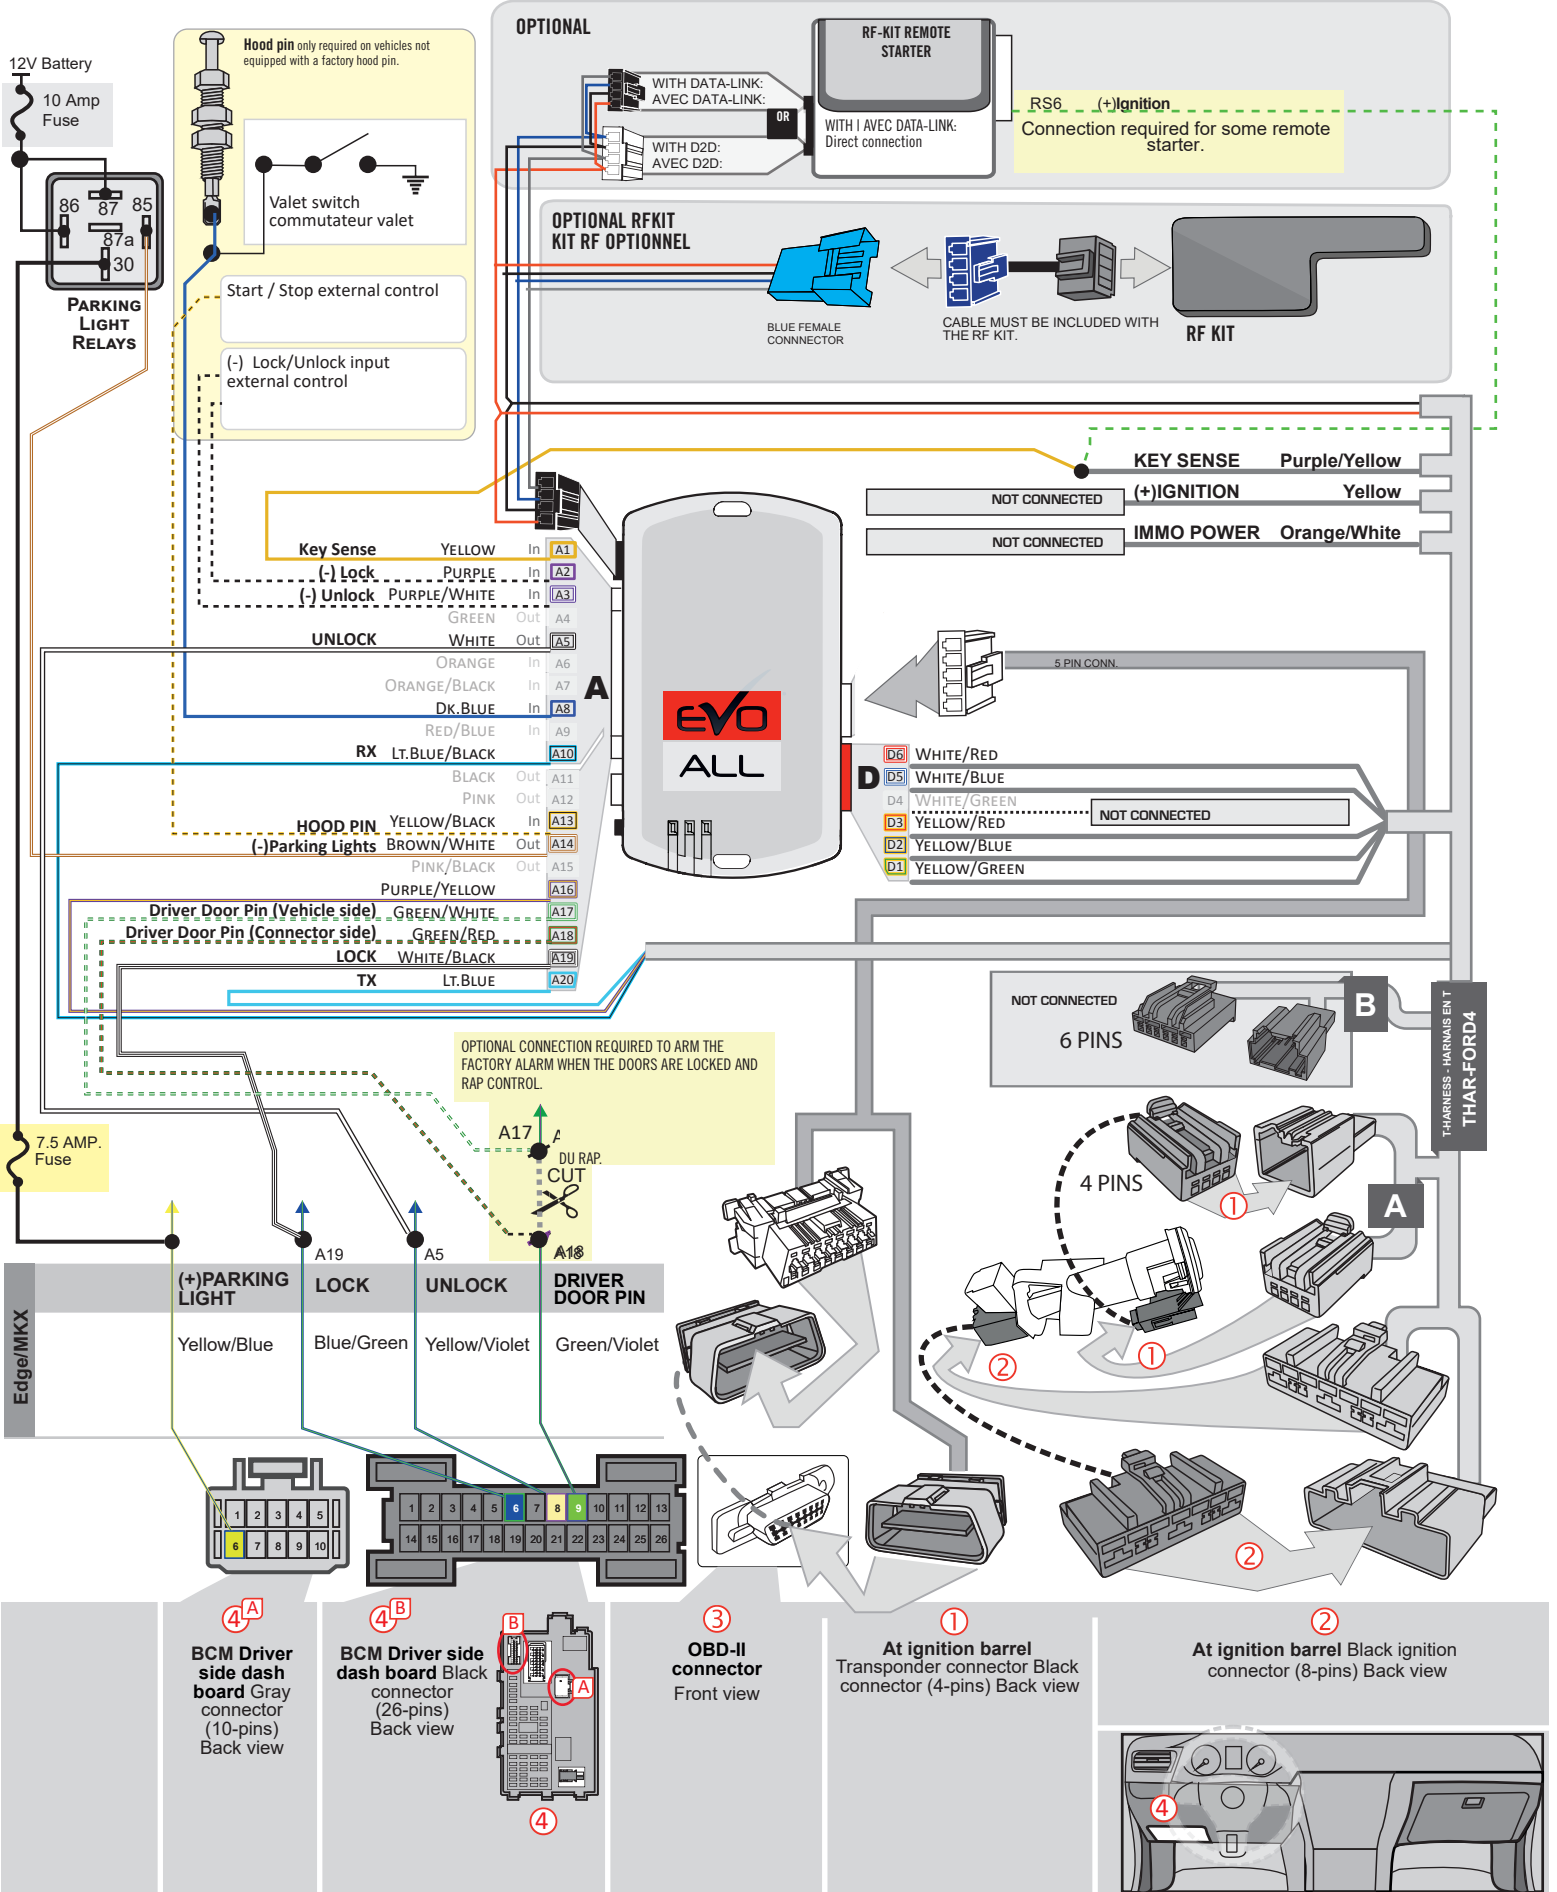 OPTIONAL
RF-KIT REMOTE
STARTER
WITH DATA-LINK:
AVEC DATA-LINK:
OR
WITH D2D:
AVEC D2D:
WITH I AVEC DATA-LINK:
Direct connection
RS6 (+)Ignition
Connection required for some remote
starter.
12V Battery
10 Amp
Fuse
86
87
85
87a
30
PARKING
LIGHT
RELAYS
Hood pin only required on vehicles not
equipped with a factory hood pin.
Valet switch
commutateur valet
Start / Stop external control
(-) Lock/Unlock input
external control
OPTIONAL RFKIT
KIT RF OPTIONNEL
BLUE FEMALE
CONNNECTOR
CABLE MUST BE INCLUDED WITH
THE RF KIT.
RF KIT
KEY SENSE Purple/Yellow
NOT CONNECTED (+)IGNITION Yellow
NOT CONNECTED IMMO POWER Orange/White
Key Sense YELLOW In A1
(-) Lock PURPLE In A2
(-) Unlock PURPLE/WHITE In A3
GREEN Out A4
UNLOCK WHITE Out A5
ORANGE In A6
ORANGE/BLACK In A7
DK.BLUE In A8
RED/BLUE In A9
RX LT.BLUE/BLACK A10
BLACK Out A11
PINK Out A12
HOOD PIN YELLOW/BLACK In A13
(-)Parking Lights BROWN/WHITE Out A14
PINK/BLACK Out A15
PURPLE/YELLOW A16
Driver Door Pin (Vehicle side) GREEN/WHITE A17
Driver Door Pin (Connector side) GREEN/RED A18
LOCK WHITE/BLACK A19
TX LT.BLUE A20
A
EVO
ALL
5 PIN CONN.
D
D6 WHITE/RED
D5 WHITE/BLUE
D4 WHITE/GREEN
NOT CONNECTED
D3 YELLOW/RED
D2 YELLOW/BLUE
D1 YELLOW/GREEN
NOT CONNECTED
6 PINS
B
T-HARNESS - HARNAIS EN T
THAR-FORD4
4 PINS
1
A
1
2
2
OPTIONAL CONNECTION REQUIRED TO ARM THE
FACTORY ALARM WHEN THE DOORS ARE LOCKED AND
RAP CONTROL.
A17
DU RAP.
CUT
A18
7.5 AMP.
Fuse
A19
A5
Edge/MKX
(+)PARKING
LIGHT
LOCK
UNLOCK
DRIVER
DOOR PIN
Yellow/Blue
Blue/Green
Yellow/Violet
Green/Violet
1 2 3 4 5
6 7 8 9 10
1 2 3 4 5 6 7 8 9 10 11 12 13
14 15 16 17 18 19 20 21 22 23 24 25 26
4 A
BCM Driver
side dash
board Gray
connector
(10-pins)
Back view
4 B
BCM Driver side
dash board Black
connector
(26-pins)
Back view
B
A
4
3
OBD-II
connector
Front view
1
At ignition barrel
Transponder connector Black
connector (4-pins) Back view
2
At ignition barrel Black ignition
connector (8-pins) Back view
4